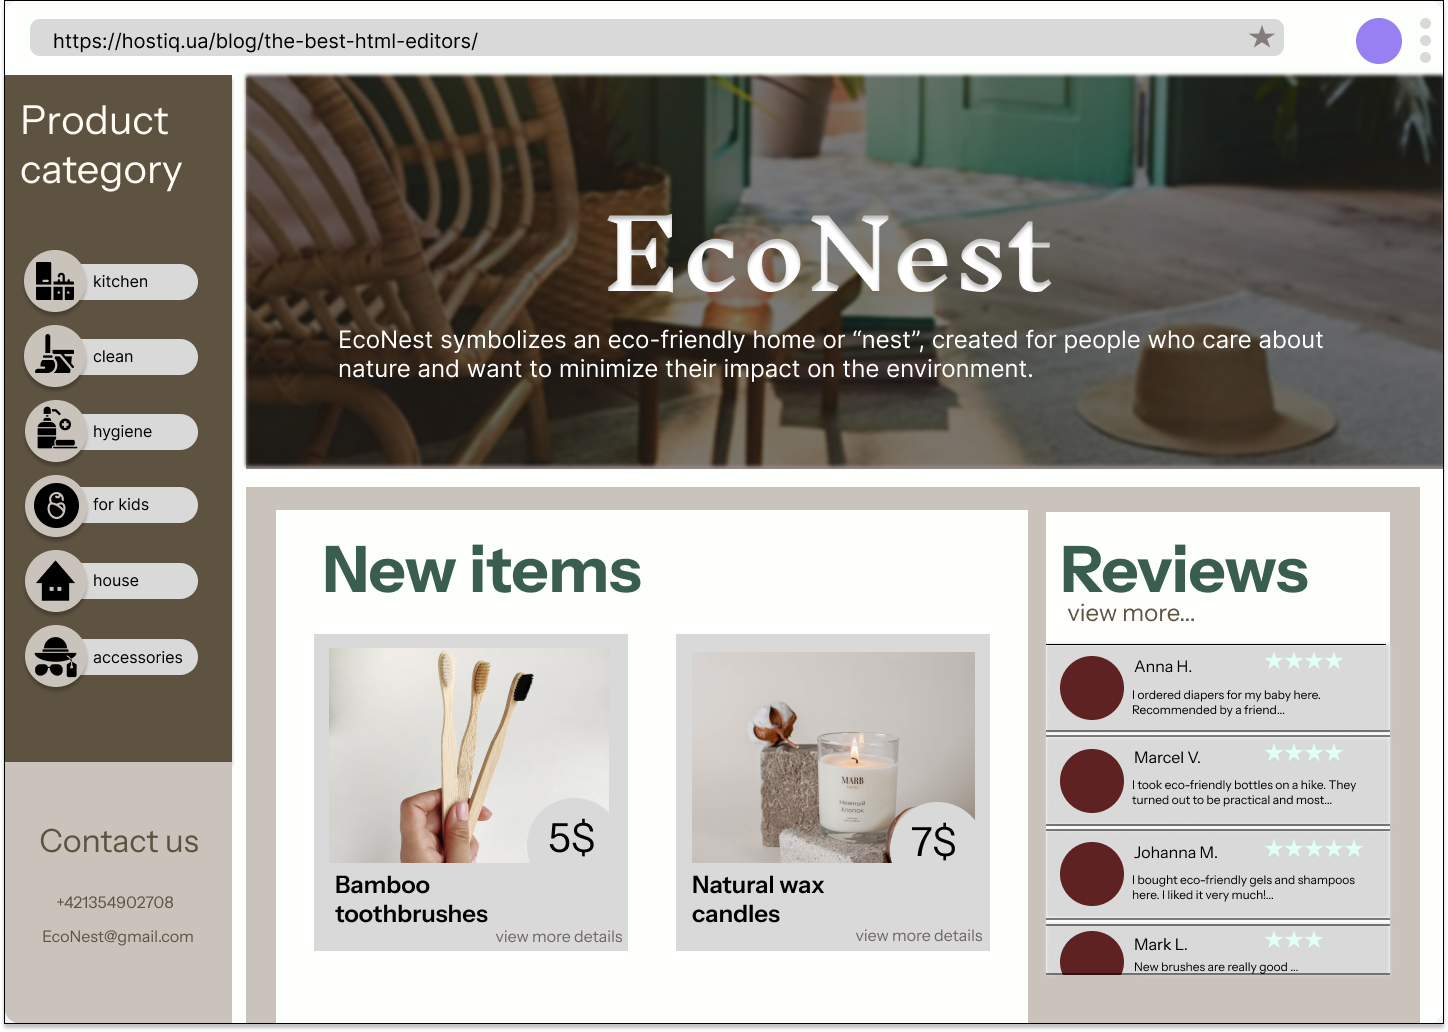 https://hostiq.ua/blog/the-best-html-editors/
Product
category
kitchen
clean
hygiene
for kids
house
accessories
Contact us
+421354902708
EcoNest@gmail.com
EcoNest
EcoNest symbolizes an eco-friendly home or “nest”, created for people who care about
nature and want to minimize their impact on the environment.
New items
5$
Bamboo
toothbrushes
view more details
MARB
Нежный
Хлопок
7$
Natural wax
candles
view more details
Reviews
view more...
Anna H.
I ordered diapers for my baby here.
Recommended by a friend...
Marcel V.
I took eco-friendly bottles on a hike. They
turned out to be practical and most...
Johanna M.
I bought eco-friendly gels and shampoos
here. I liked it very much!...
Mark L.
New brushes are really good ...